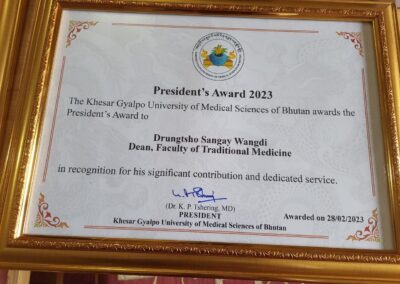 President's Award 2023
The Khesar Gyalpo University of Medical Sciences of Bhutan awards the
President's Award to
Drungtsho Sangay Wangdi
Dean, Faculty of Traditional Medicine
in recognition for his significant contribution and dedicated service.
(Dr. K. P. Tshering, MD)
PRESIDENT
Khesar Gyalpo University of Medical Sciences of Bhutan
Awarded on 28/02/2023